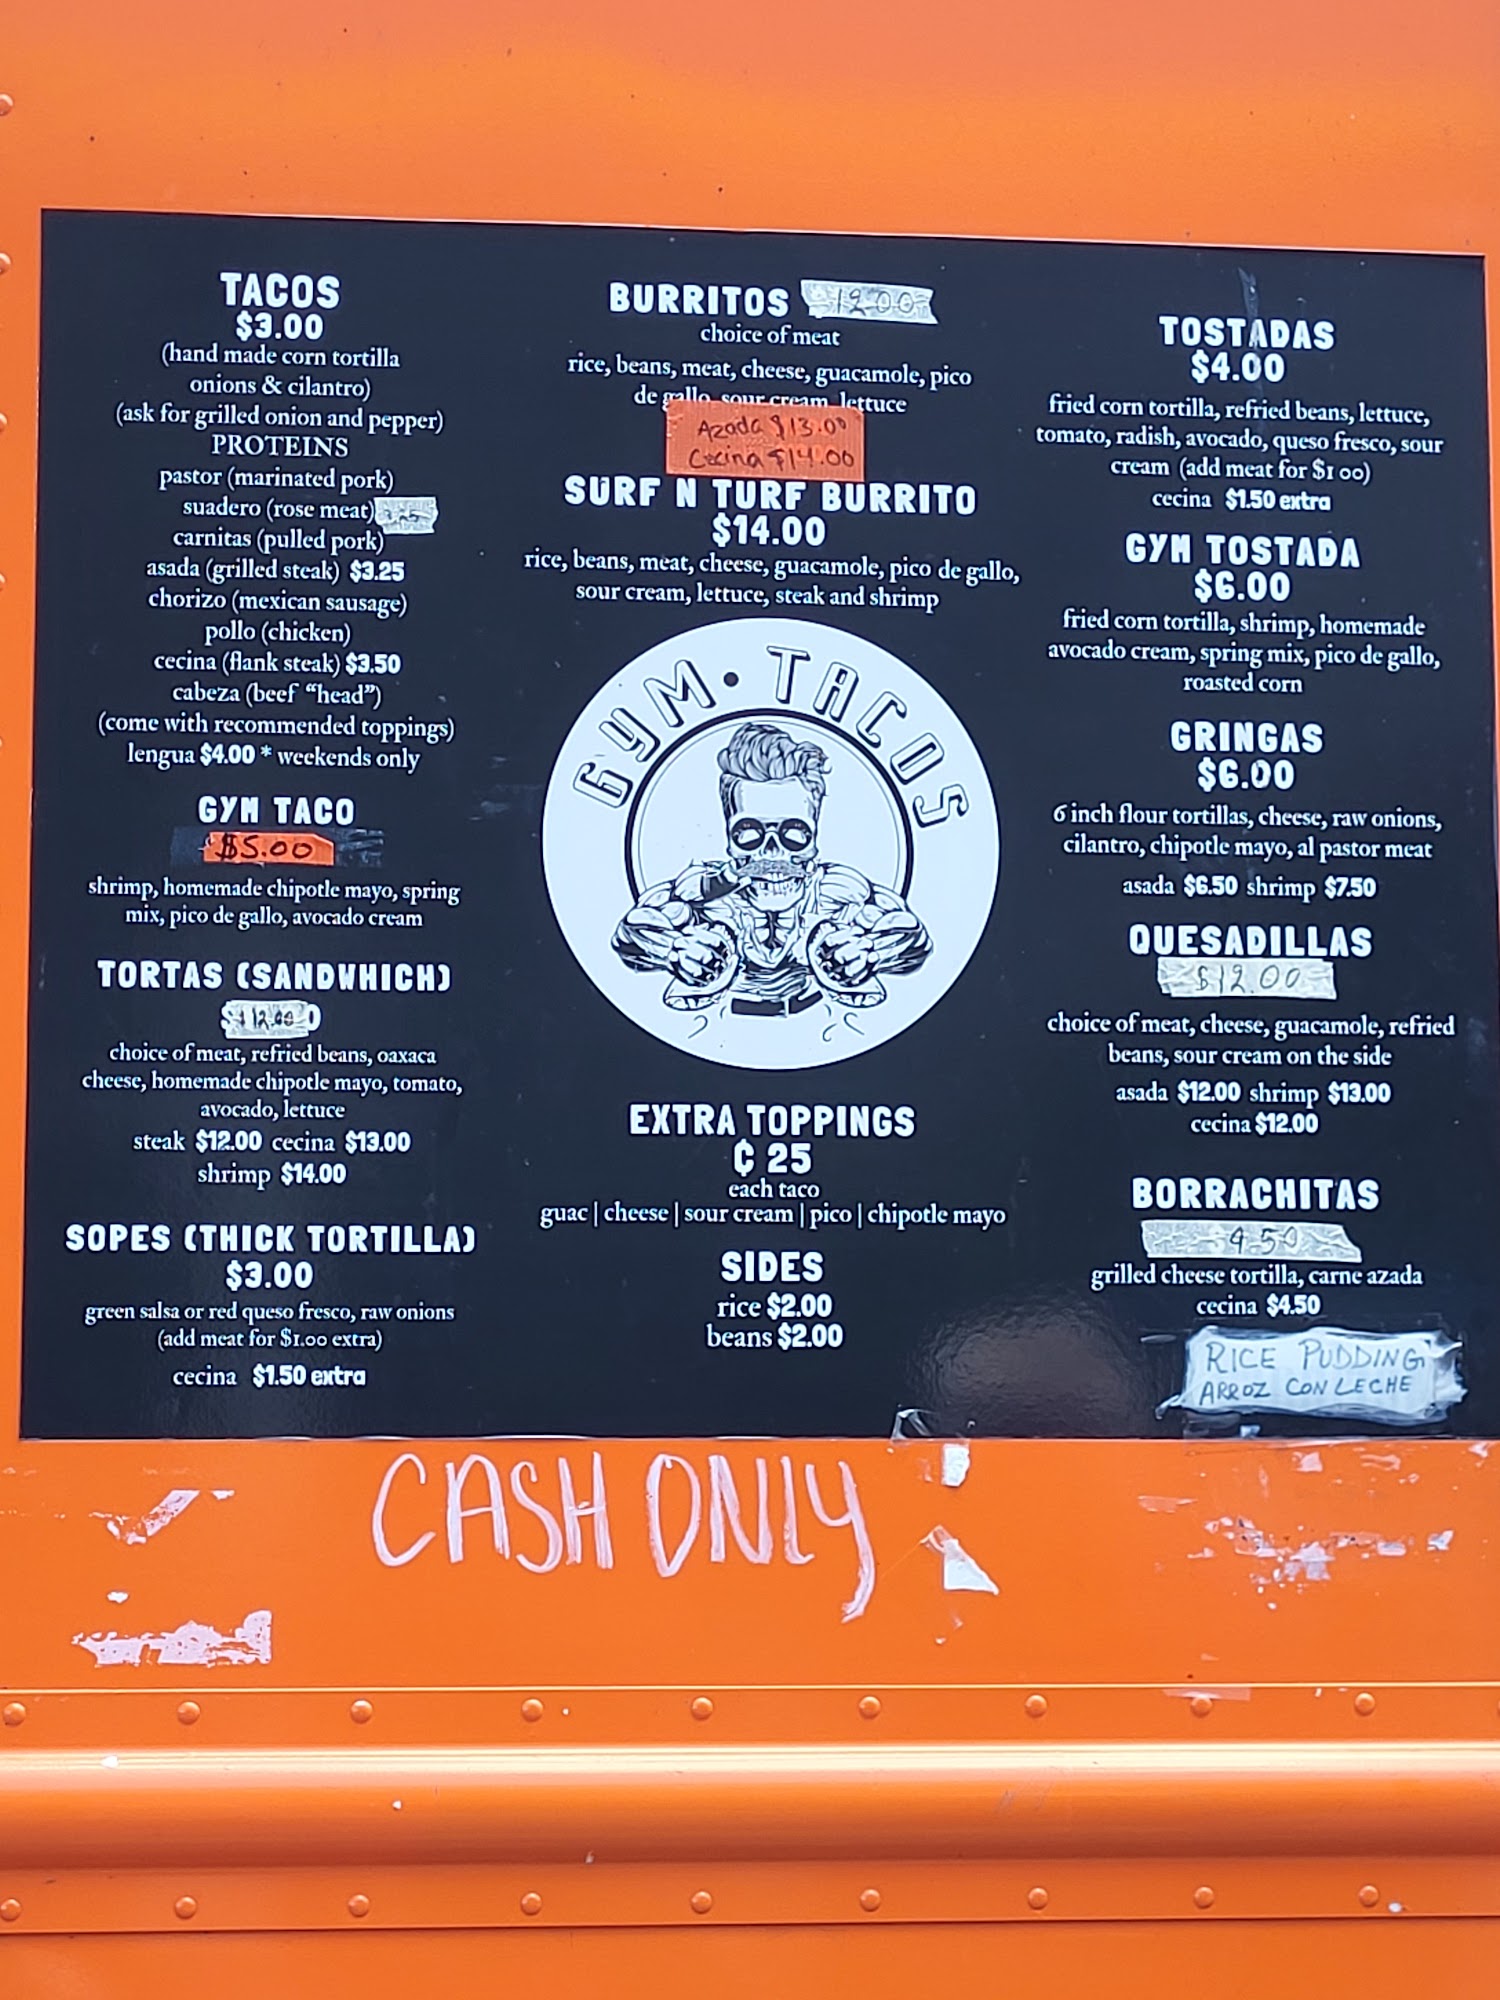 TACOS
$3.00
(hand made corn tortilla
onions & cilantro)
(ask for grilled onion and pepper)
PROTEINS
pastor (marinated pork)
suadero (rose meat)
carnitas (pulled pork)
asada (grilled steak) $3.25
chorizo (mexican sausage)
pollo (chicken)
cecina (flank steak) $3.50
cabeza (beef "head")
(come with recommended toppings)
lengua $4.00 * weekends only
GYM TACO
$5.00
shrimp, homemade chipotle mayo, spring
mix, pico de gallo, avocado cream
TORTAS (SANDWHICH)
$12.00
choice of meat, refried beans, oaxaca
cheese, homemade chipotle mayo, tomato,
avocado, lettuce
steak $12.00 cecina $13.00
shrimp $14.00
SOPES (THICK TORTILLA)
$3.00
green salsa or red queso fresco, raw onions
(add meat for $1.00 extra)
cecina $1.50 extra
BURRITOS 12.00
choice of meat
rice, beans, meat, cheese, guacamole, pico
de gallo, sour cream, lettuce
Azada $13.00
Cecina $14.00
SURF N TURF BURRITO
$14.00
rice, beans, meat, cheese, guacamole, pico de gallo,
sour cream, lettuce, steak and shrimp
GYM • TACOS
EXTRA TOPPINGS
¢ 25
each taco
guac | cheese | sour cream | pico | chipotle mayo
SIDES
rice $2.00
beans $2.00
TOSTADAS
$4.00
fried corn tortilla, refried beans, lettuce,
tomato, radish, avocado, queso fresco, sour
cream (add meat for $1 00)
cecina $1.50 extra
GYM TOSTADA
$6.00
fried corn tortilla, shrimp, homemade
avocado cream, spring mix, pico de gallo,
roasted corn
GRINGAS
$6.00
6 inch flour tortillas, cheese, raw onions,
cilantro, chipotle mayo, al pastor meat
asada $6.50 shrimp $7.50
QUESADILLAS
$12.00
choice of meat, cheese, guacamole, refried
beans, sour cream on the side
asada $12.00 shrimp $13.00
cecina $12.00
BORRACHITAS
4.50
grilled cheese tortilla, carne azada
cecina $4.50
RICE PUDDING
ARROZ CON LECHE
CASH ONLY